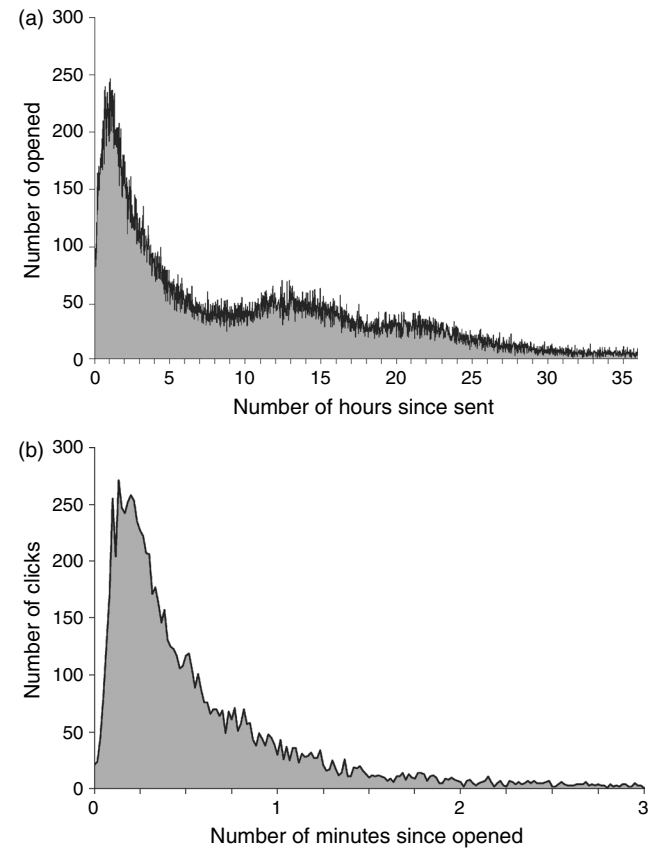 (a)
300
250
200
150
100
50
0
Number of opened
0 5 10 15 20 25 30 35
Number of hours since sent
(b)
300
250
200
150
100
50
0
Number of clicks
0 1 2 3
Number of minutes since opened